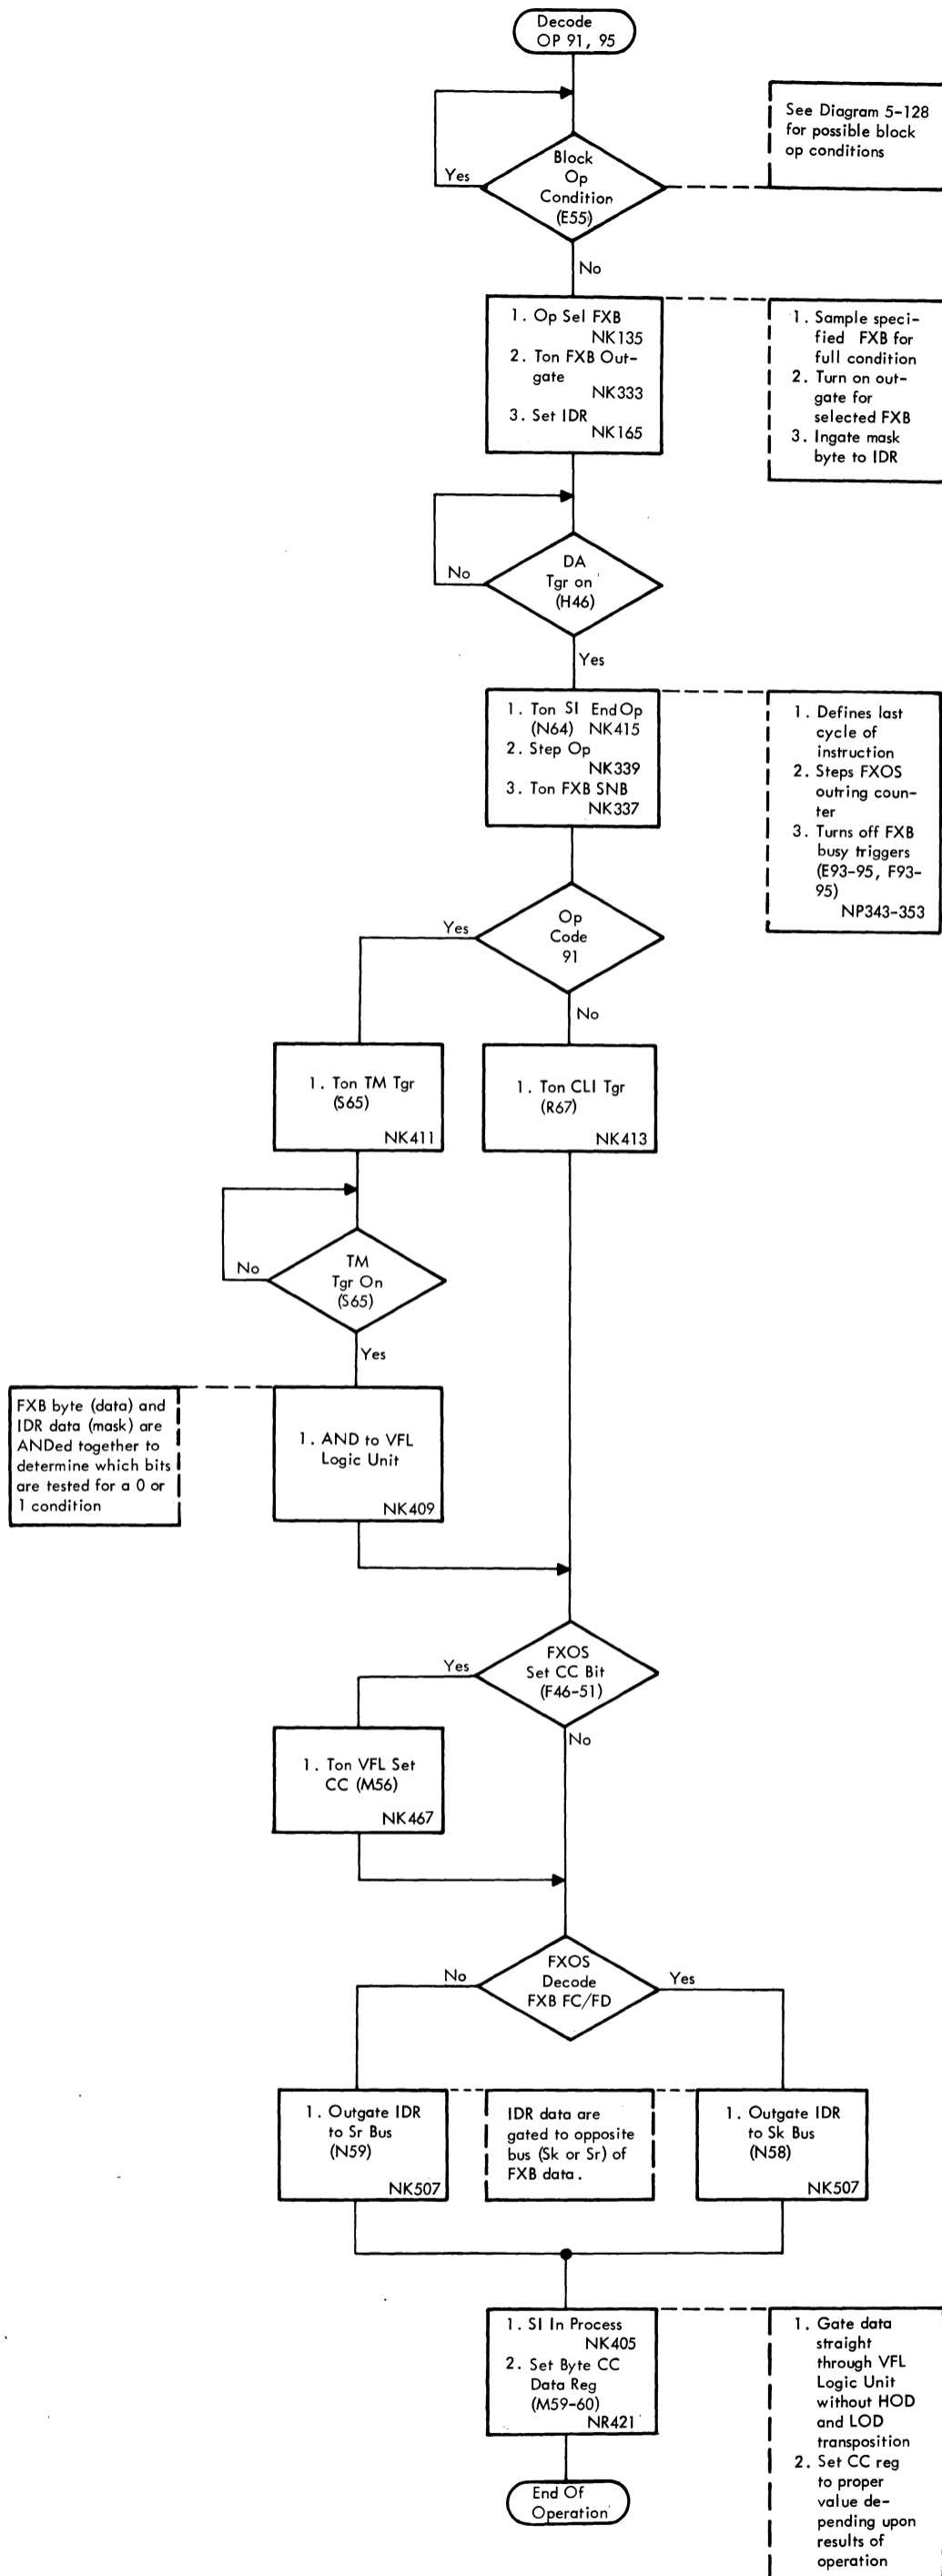 Decode
OP 91, 95
See Diagram 5-128
for possible block
op conditions
Block
Op
Condition
(E55)
Yes
No
1. Op Sel FXB
NK135
2. Ton FXB Out-
gate
NK333
3. Set IDR
NK165
1. Sample speci-
fied FXB for
full condition
2. Turn on out-
gate for
selected FXB
3. Ingate mask
byte to IDR
DA
Tgr on
(H46)
No
Yes
1. Ton SI End Op
(N64) NK415
2. Step Op
NK339
3. Ton FXB SNB
NK337
1. Defines last
cycle of
instruction
2. Steps FXOS
outring coun-
ter
3. Turns off FXB
busy triggers
(E93-95, F93-
95)
NP343-353
Op
Code
91
Yes
No
1. Ton TM Tgr
(S65)
NK411
1. Ton CLI Tgr
(R67)
NK413
TM
Tgr On
(S65)
No
Yes
FXB byte (data) and
IDR data (mask) are
ANDed together to
determine which bits
are tested for a 0 or
1 condition
1. AND to VFL
Logic Unit
NK409
FXOS
Set CC Bit
(F46-51)
Yes
No
1. Ton VFL Set
CC (M56)
NK467
FXOS
Decode
FXB FC/FD
No
Yes
1. Outgate IDR
to Sr Bus
(N59)
NK507
IDR data are
gated to opposite
bus (Sk or Sr) of
FXB data.
1. Outgate IDR
to Sk Bus
(N58)
NK507
1. SI In Process
NK405
2. Set Byte CC
Data Reg
(M59-60)
NR421
1. Gate data
straight
through VFL
Logic Unit
without HOD
and LOD
transposition
2. Set CC reg
to proper
value de-
pending upon
results of
operation
End Of
Operation